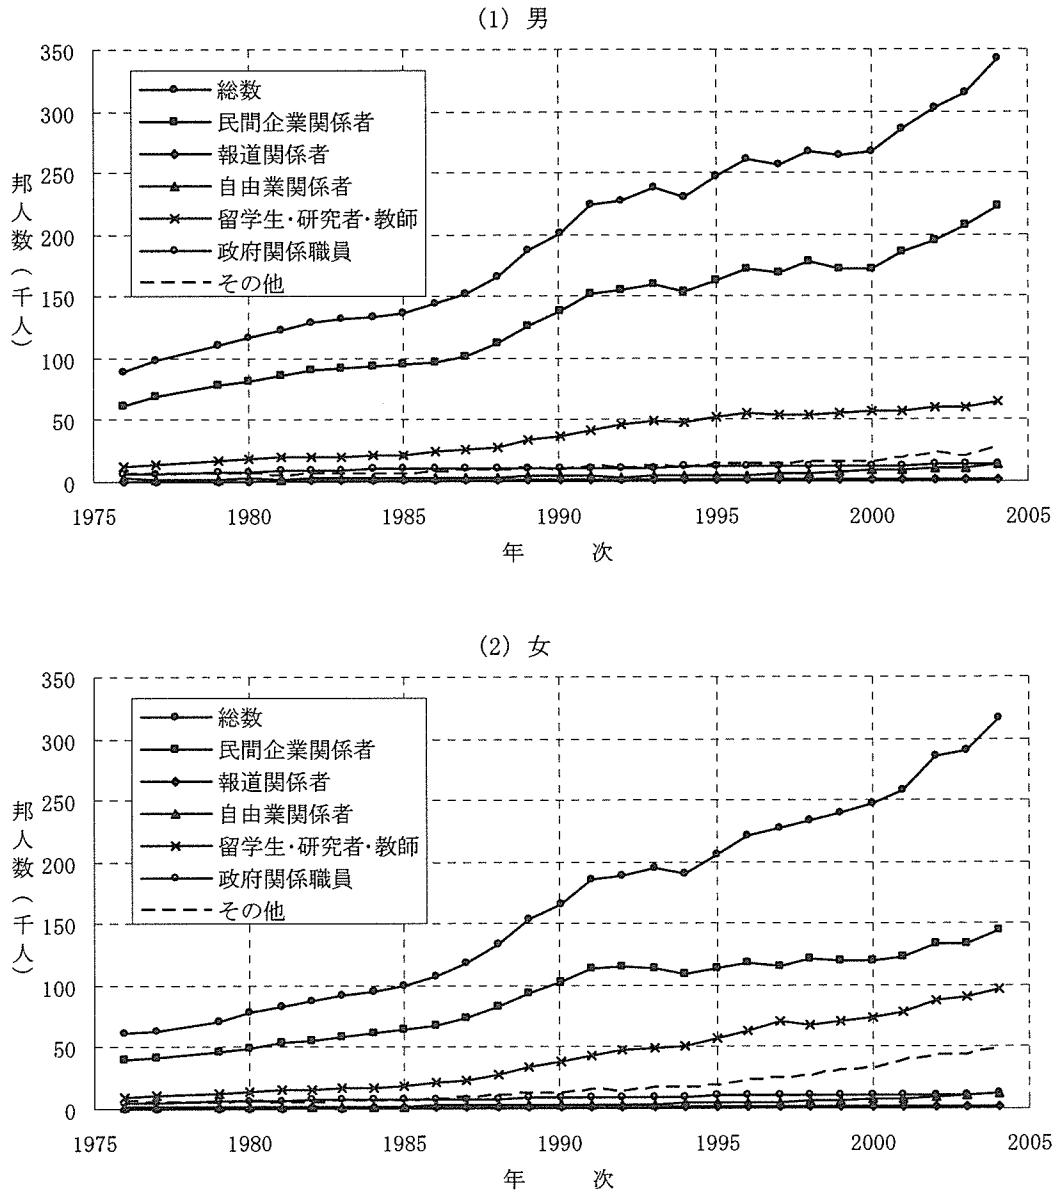 (1) 男
350
300
250
200
150
100
50
0
邦人数(千人)
総数
民間企業関係者
報道関係者
自由業関係者
留学生・研究者・教師
政府関係職員
その他
1975 1980 1985 1990 1995 2000 2005
年 次
(2) 女
350
300
250
200
150
100
50
0
邦人数(千人)
総数
民間企業関係者
報道関係者
自由業関係者
留学生・研究者・教師
政府関係職員
その他
1975 1980 1985 1990 1995 2000 2005
年 次